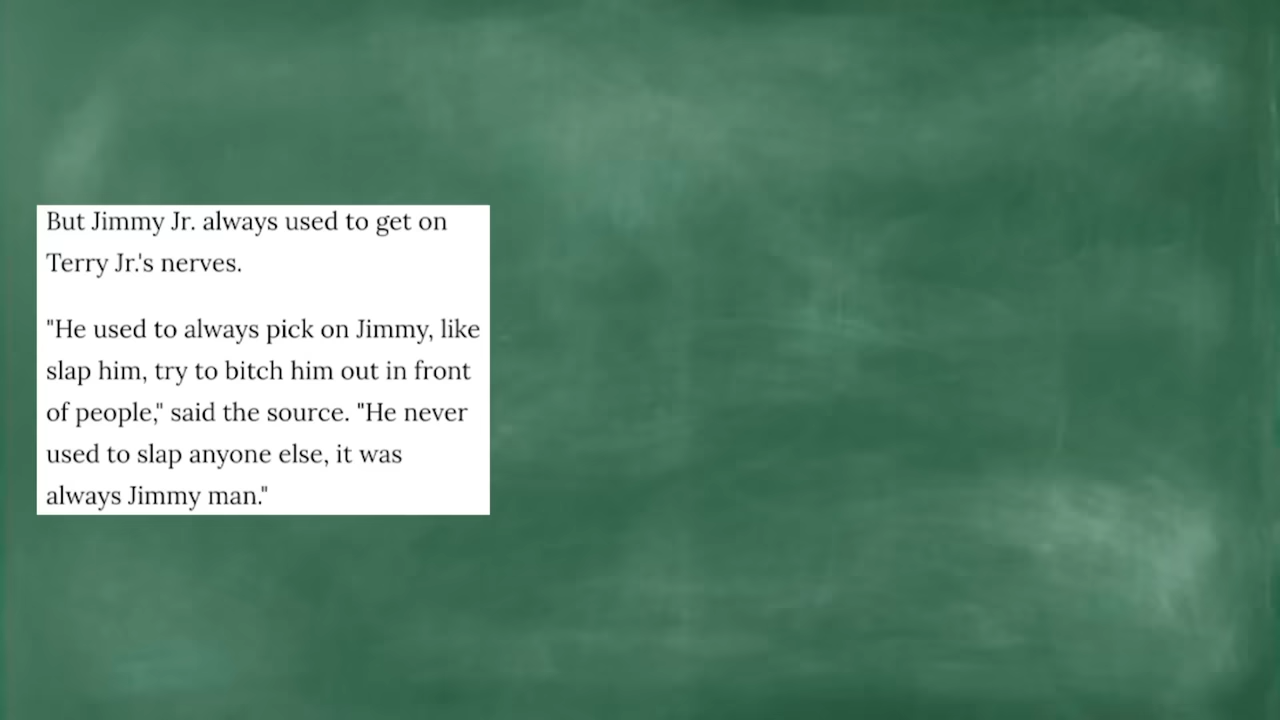 But Jimmy Jr. always used to get on
Terry Jr.'s nerves.
"He used to always pick on Jimmy, like
slap him, try to bitch him out in front
of people," said the source. "He never
used to slap anyone else, it was
always Jimmy man."